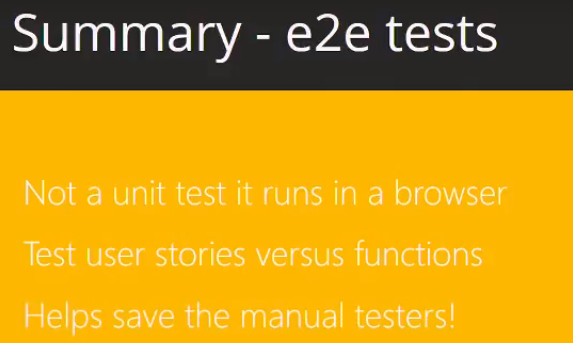 Summary - e2e tests
Not a unit test it runs in a browser
Test user stories versus functions
Helps save the manual testers!